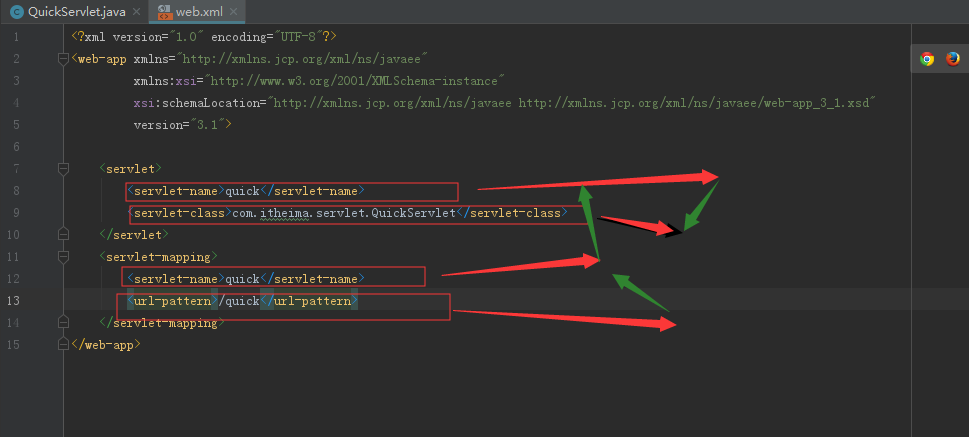 QuickServlet.java × web.xml ×
1 <?xml version="1.0" encoding="UTF-8"?>
2 <web-app xmlns="http://xmlns.jcp.org/xml/ns/javaee"
3 xmlns:xsi="http://www.w3.org/2001/XMLSchema-instance"
4 xsi:schemaLocation="http://xmlns.jcp.org/xml/ns/javaee http://xmlns.jcp.org/xml/ns/javaee/web-app_3_1.xsd"
5 version="3.1">
6
7 <servlet>
8 <servlet-name>quick</servlet-name>
9 <servlet-class>com.itheima.servlet.QuickServlet</servlet-class>
10 </servlet>
11 <servlet-mapping>
12 <servlet-name>quick</servlet-name>
13 <url-pattern>/quick</url-pattern>
14 </servlet-mapping>
15 </web-app>